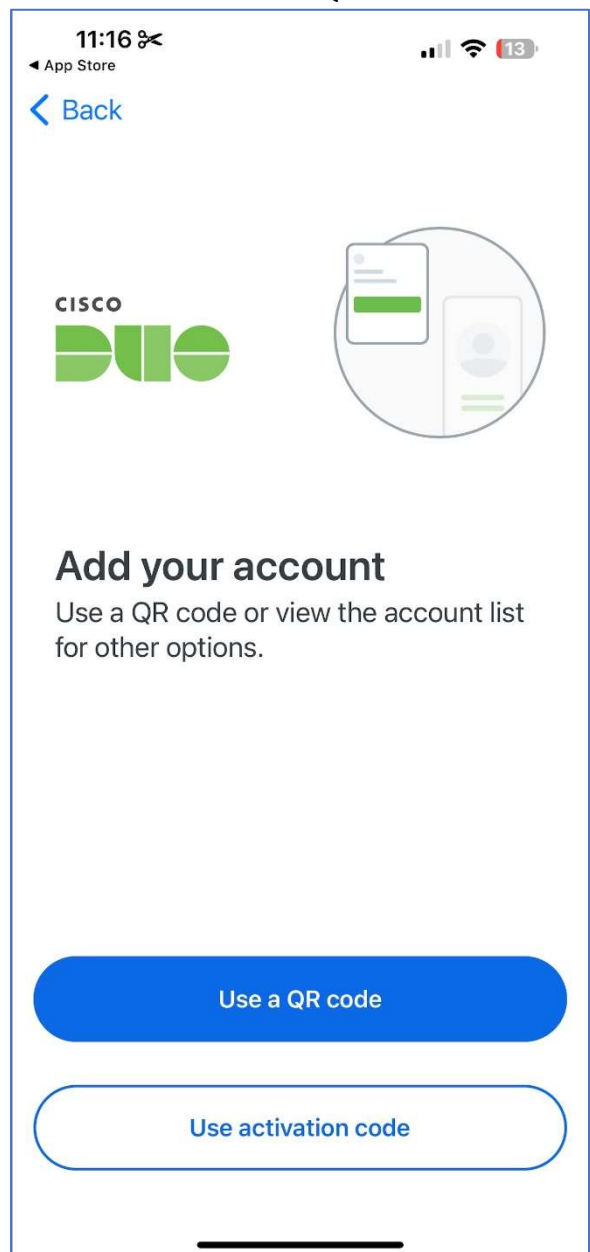 11:16
◀ App Store
13
Back
CISCO
DUO
Add your account
Use a QR code or view the account list
for other options.
Use a QR code
Use activation code